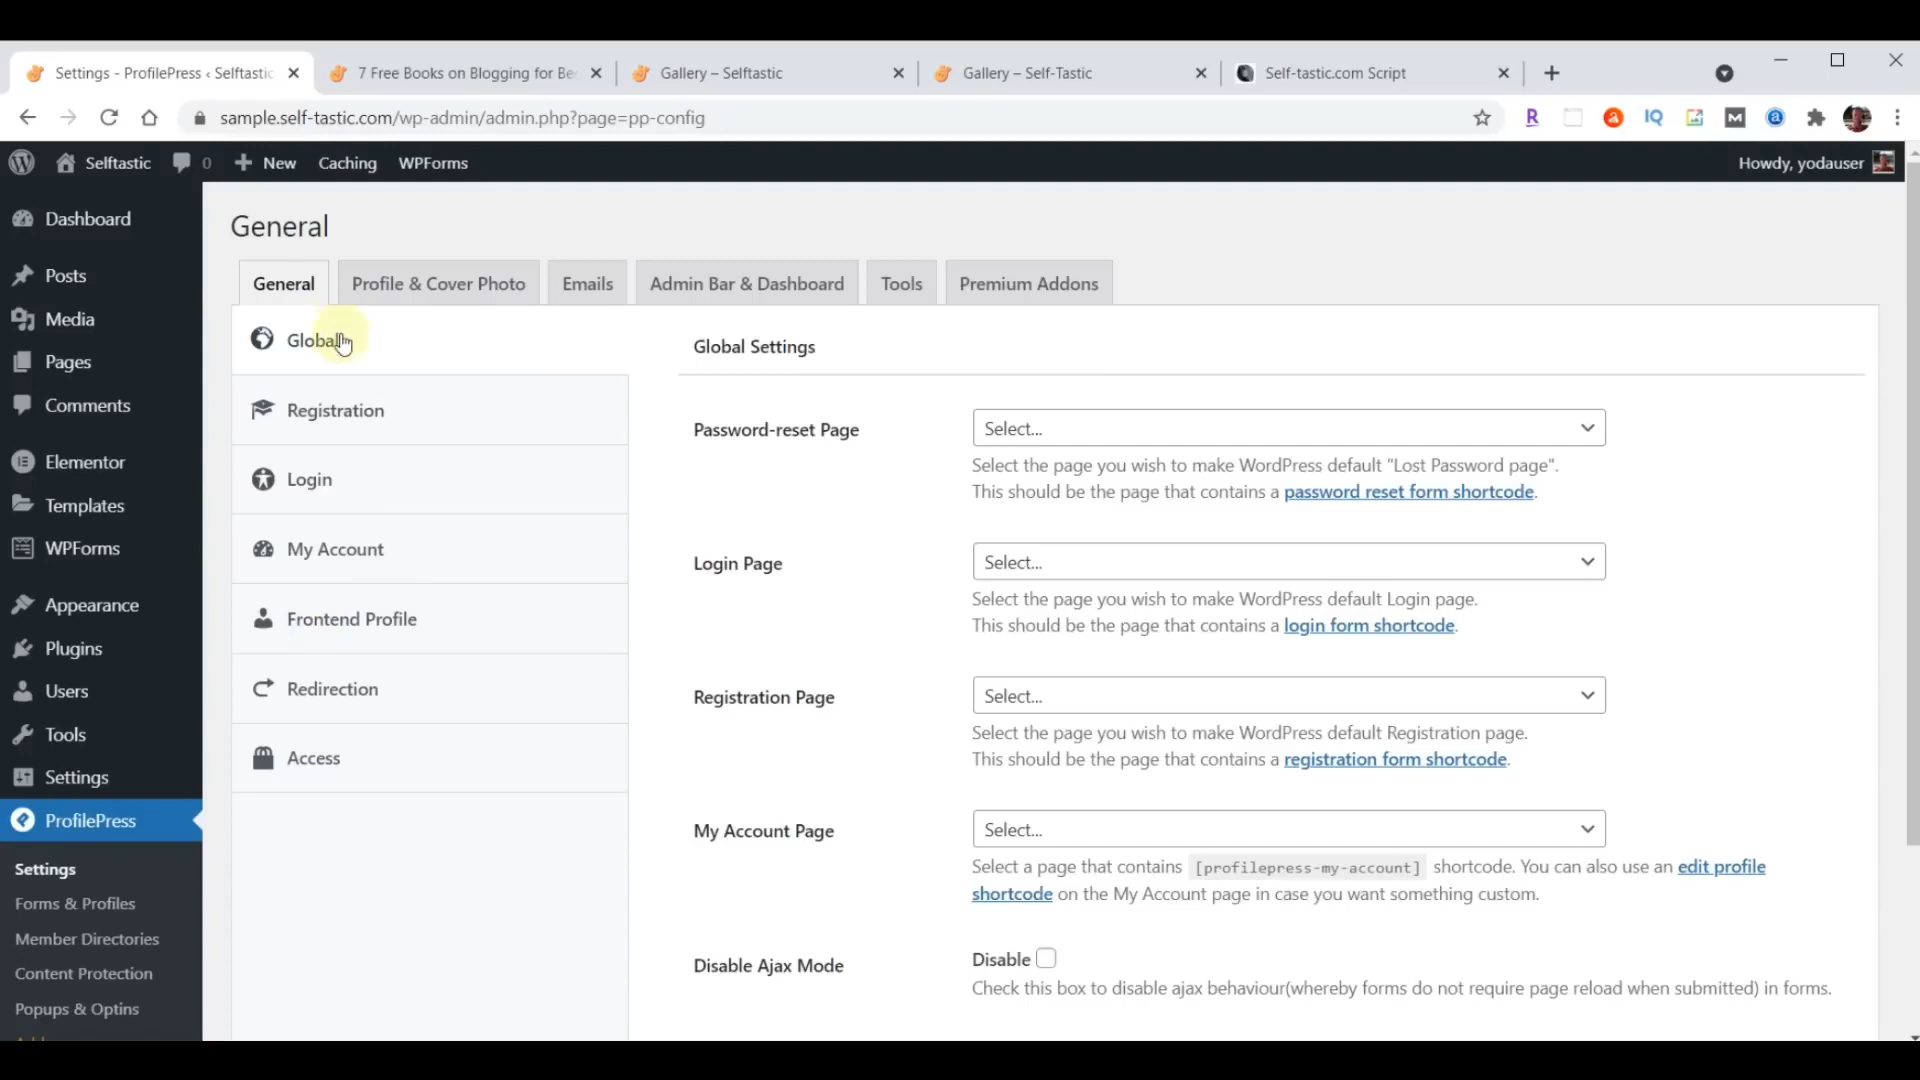 Settings - ProfilePress ‹ Selftastic
7 Free Books on Blogging for Be
Gallery – Selftastic
Gallery – Self-Tastic
Self-tastic.com Script
sample.self-tastic.com/wp-admin/admin.php?page=pp-config
R
IQ
M
a
Selftastic
0
New
Caching
WPForms
Howdy, yodauser
Dashboard
Posts
Media
Pages
Comments
Elementor
Templates
WPForms
Appearance
Plugins
Users
Tools
Settings
ProfilePress
Settings
Forms & Profiles
Member Directories
Content Protection
Popups & Optins
General
General
Profile & Cover Photo
Emails
Admin Bar & Dashboard
Tools
Premium Addons
Global
Registration
Login
My Account
Frontend Profile
Redirection
Access
Global Settings
Password-reset Page
Select...
Select the page you wish to make WordPress default "Lost Password page".
This should be the page that contains a password reset form shortcode.
Login Page
Select...
Select the page you wish to make WordPress default Login page.
This should be the page that contains a login form shortcode.
Registration Page
Select...
Select the page you wish to make WordPress default Registration page.
This should be the page that contains a registration form shortcode.
My Account Page
Select...
Select a page that contains [profilepress-my-account] shortcode. You can also use an edit profile
shortcode on the My Account page in case you want something custom.
Disable Ajax Mode
Disable
Check this box to disable ajax behaviour(whereby forms do not require page reload when submitted) in forms.